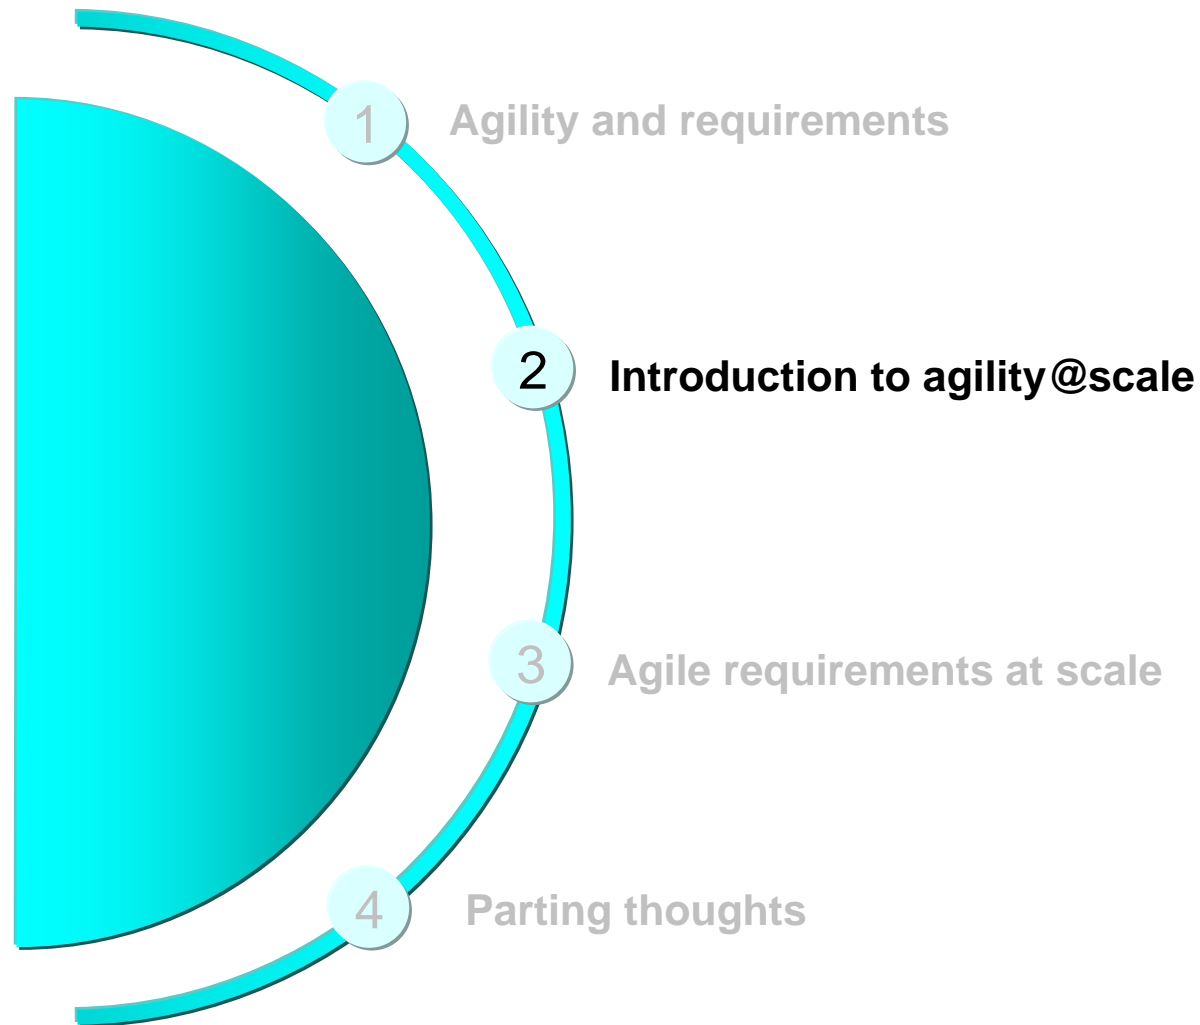 1 Agility and requirements
2 Introduction to agility@scale
3 Agile requirements at scale
4 Parting thoughts